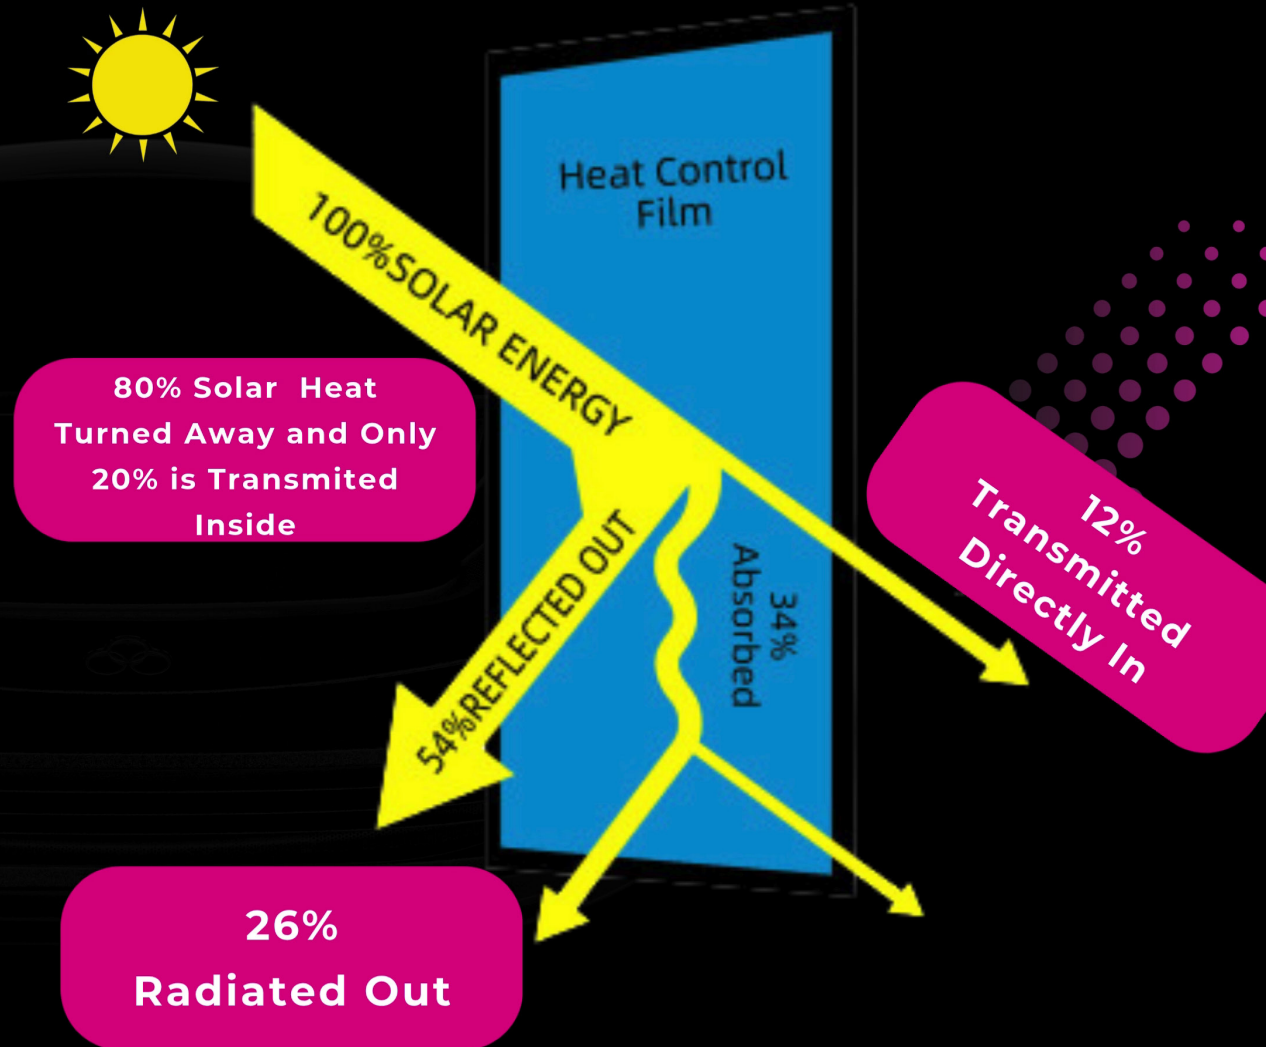 Heat Control
Film
100%SOLAR ENERGY
80% Solar Heat
Turned Away and Only
20% is Transmited
Inside
12%
Transmitted
Directly In
54%REFLECTED OUT
34%
Absorbed
26%
Radiated Out